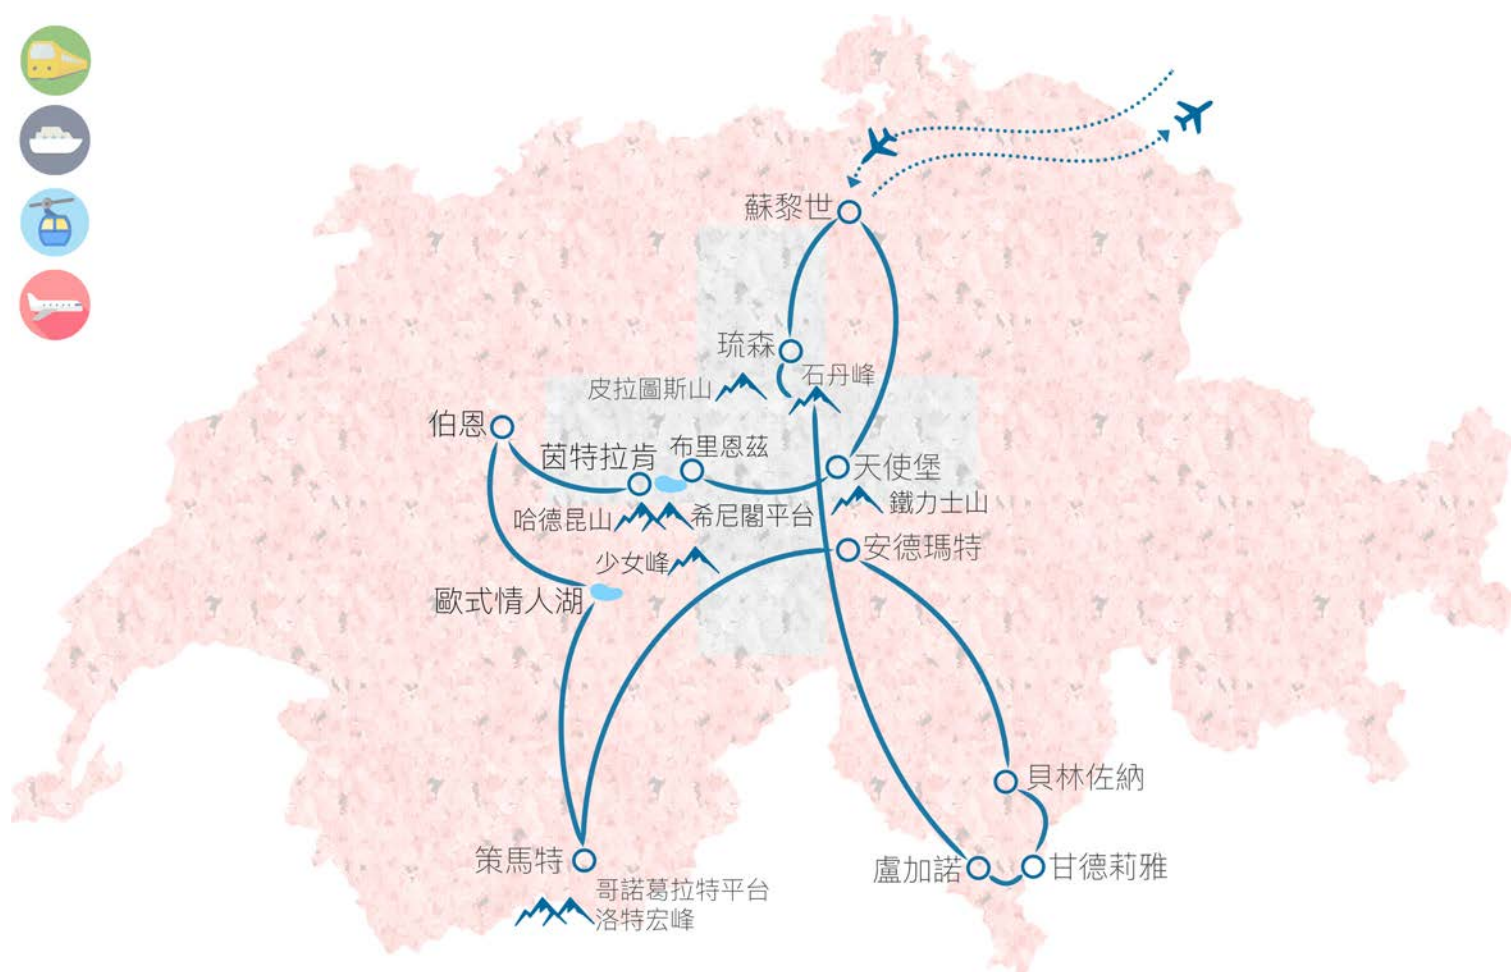 蘇黎世
琉森
石丹峰
皮拉圖斯山
伯恩
布里恩茲
茵特拉肯
天使堡
鐵力士山
哈德昆山
希尼閣平台
安德瑪特
少女峰
歐式情人湖
貝林佐納
策馬特
盧加諾
甘德莉雅
哥諾葛拉特平台
洛特宏峰